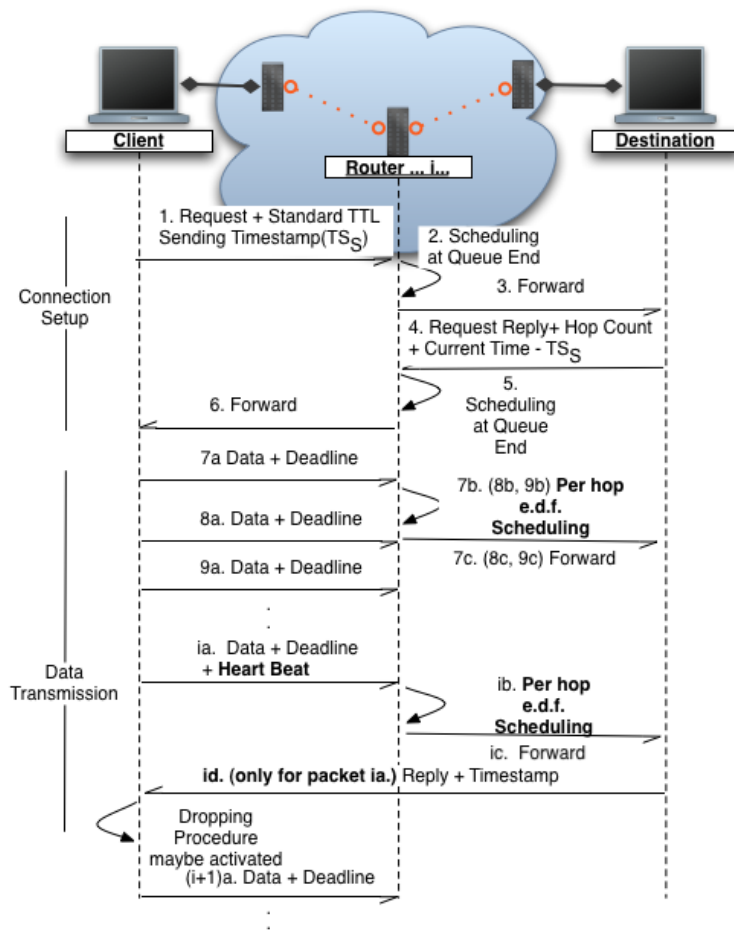 Client
Router ... i...
Destination
1. Request + Standard TTL
Sending Timestamp(TSS)
2. Scheduling
at Queue End
3. Forward
Connection
Setup
4. Request Reply+ Hop Count
+ Current Time - TSS
5.
Scheduling
at Queue
End
6. Forward
7a Data + Deadline
7b. (8b, 9b) Per hop
e.d.f.
Scheduling
8a. Data + Deadline
7c. (8c, 9c) Forward
9a. Data + Deadline
.
.
ia. Data + Deadline
+ Heart Beat
Data
Transmission
ib. Per hop
e.d.f.
Scheduling
ic. Forward
id. (only for packet ia.) Reply + Timestamp
Dropping
Procedure
maybe activated
(i+1)a. Data + Deadline
.
.